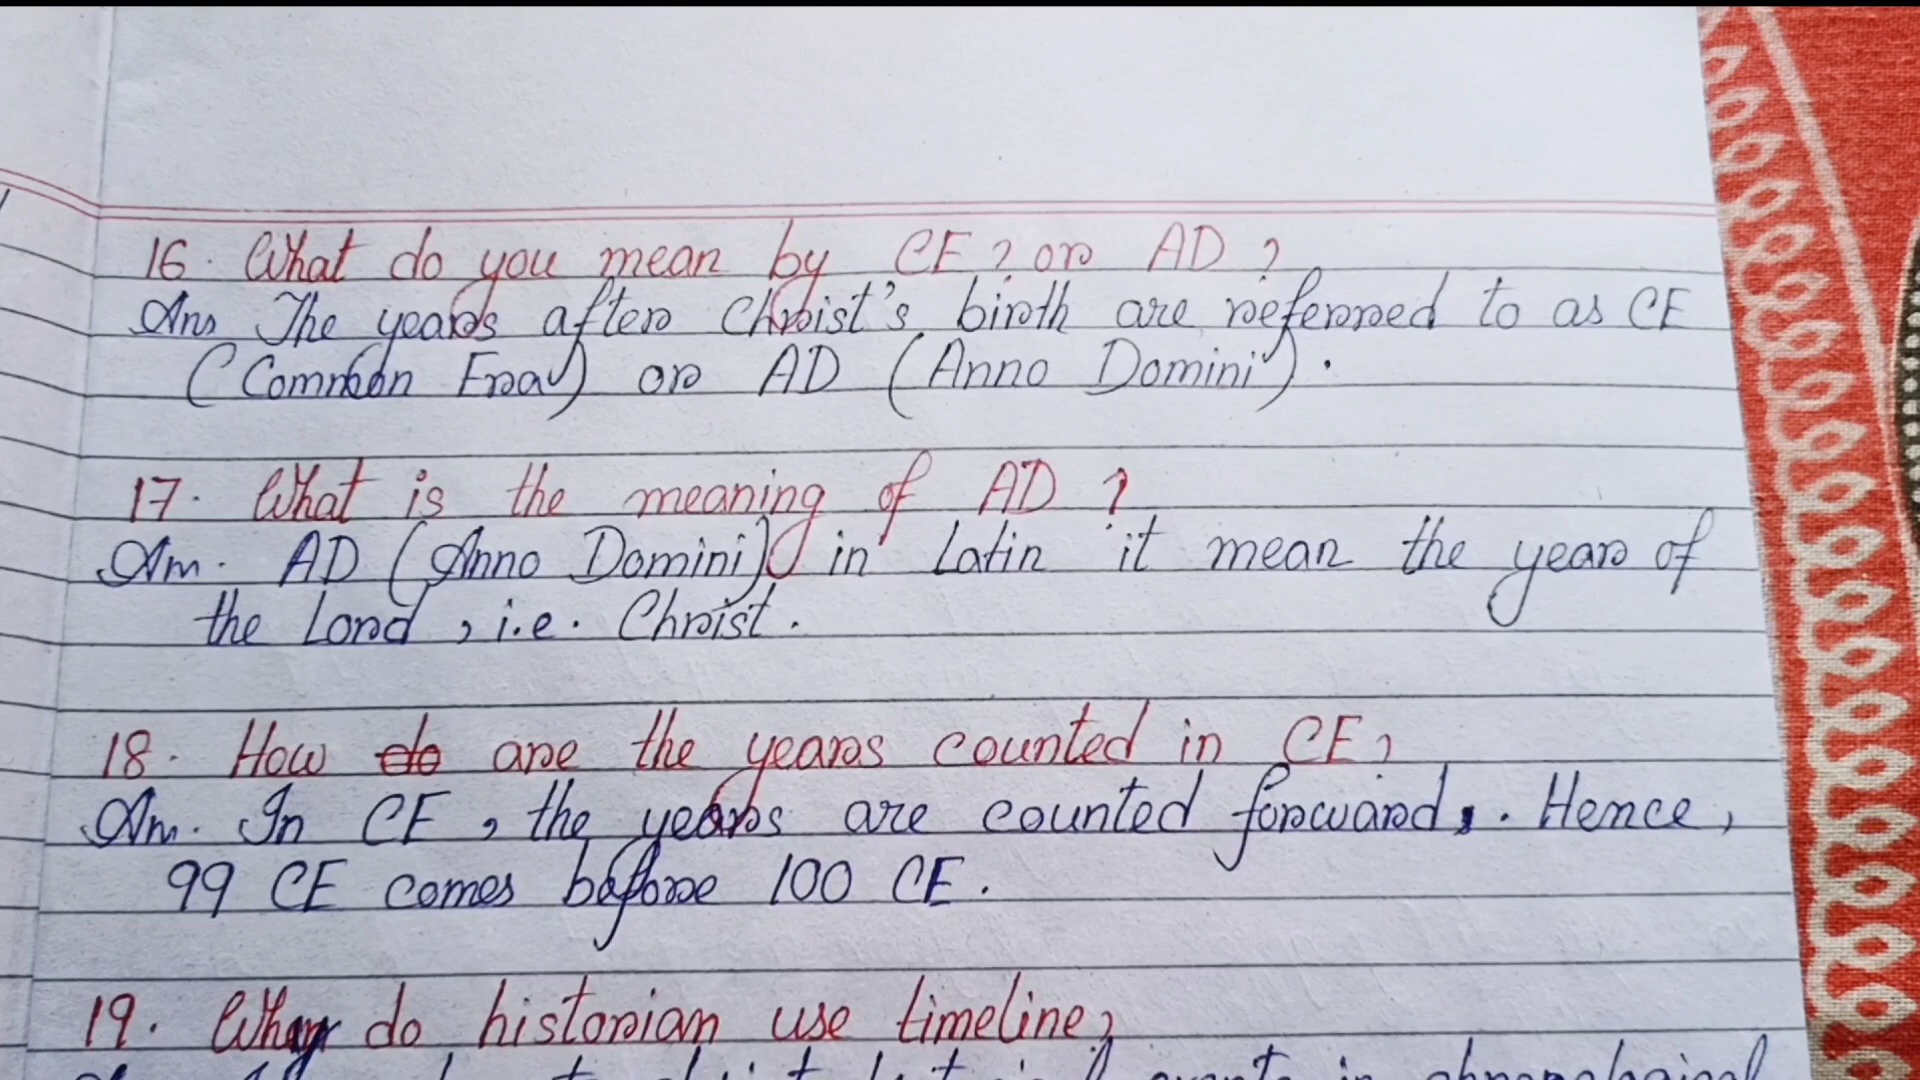 16. What do you mean by CE? or AD?
Ans The years after Christ's birth are referred to as CE
(Common Era) or AD (Anno Domini).
17. What is the meaning of AD?
Ans. AD (Anno Domini) in Latin it mean the year of
the Lord, i.e. Christ.
18. How do are the years counted in CE?
Ans. In CE, the years are counted forward. Hence,
99 CE comes before 100 CE.
19. Why do historian use timeline?
events in chronological